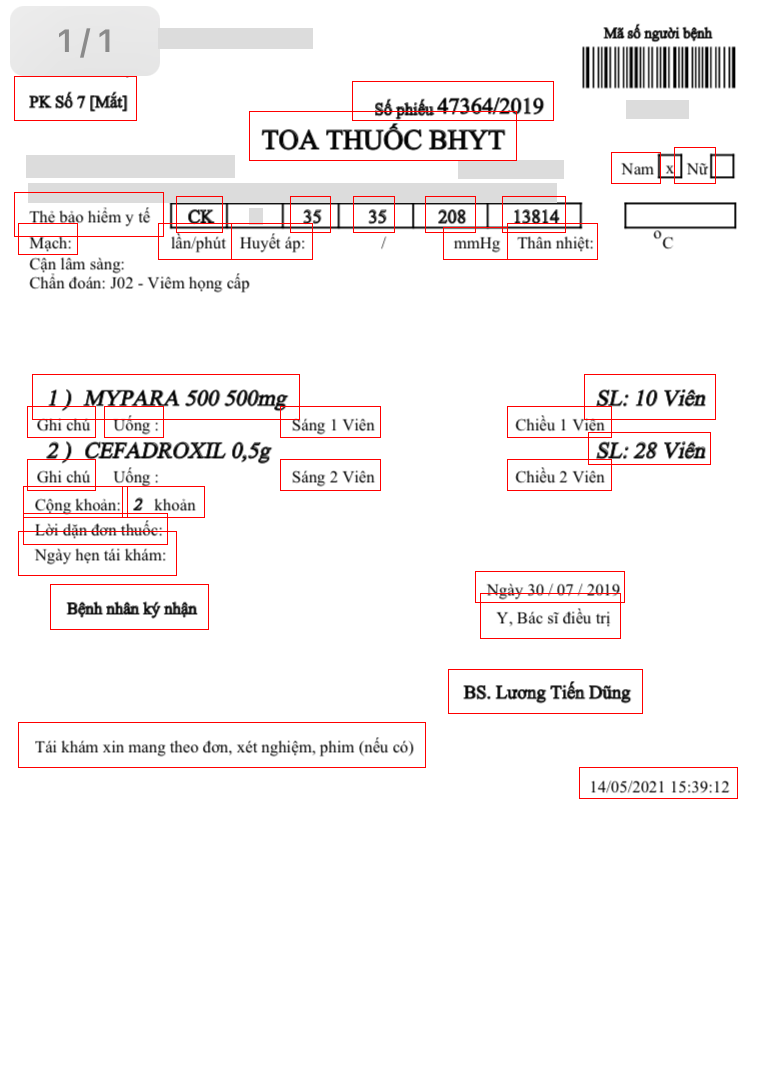 1/1
Mã số người bệnh
PK Số 7 [Mắt]
Số phiếu 47364/2019
TOA THUỐC BHYT
Nam x Nữ
Thẻ bảo hiểm y tế CK 35 35 208 13814
Mạch: lần/phút Huyết áp: / mmHg Thân nhiệt: °C
Cận lâm sàng:
Chẩn đoán: J02 - Viêm họng cấp
1 ) MYPARA 500 500mg SL: 10 Viên
Ghi chú Uống : Sáng 1 Viên Chiều 1 Viên
2 ) CEFADROXIL 0,5g SL: 28 Viên
Ghi chú Uống : Sáng 2 Viên Chiều 2 Viên
Cộng khoản: 2 khoản
Lời dặn đơn thuốc:
Ngày hẹn tái khám:
Ngày 30 / 07 / 2019
Bệnh nhân ký nhận
Y, Bác sĩ điều trị
BS. Lương Tiến Dũng
Tái khám xin mang theo đơn, xét nghiệm, phim (nếu có)
14/05/2021 15:39:12